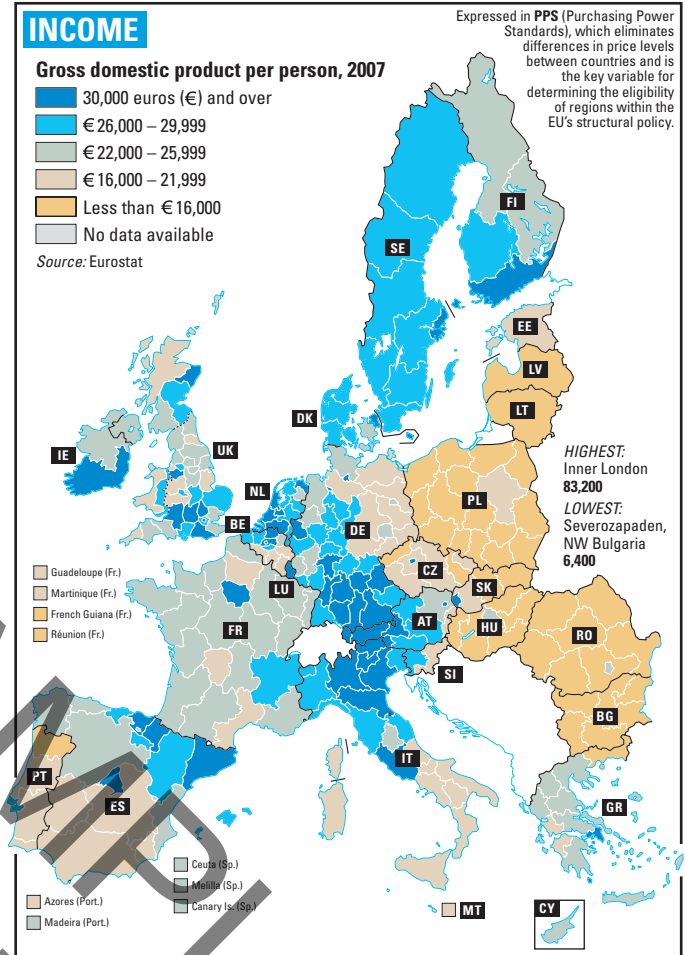 INCOME
Expressed in PPS (Purchasing Power
Standards), which eliminates
differences in price levels
between countries and is
the key variable for
determining the eligibility
of regions within the
EU's structural policy.
Gross domestic product per person, 2007
30,000 euros (€) and over
€ 26,000 – 29,999
€ 22,000 – 25,999
€ 16,000 – 21,999
Less than € 16,000
No data available
Source: Eurostat
FI
SE
EE
LV
LT
DK
IE
UK
NL
BE
DE
PL
HIGHEST:
Inner London
83,200
LOWEST:
Severozapaden,
NW Bulgaria
6,400
CZ
SK
LU
Guadeloupe (Fr.)
Martinique (Fr.)
French Guiana (Fr.)
Réunion (Fr.)
FR
AT
HU
RO
SI
BG
IT
PT
ES
GR
Ceuta (Sp.)
Melilla (Sp.)
Canary Is. (Sp.)
Azores (Port.)
Madeira (Port.)
MT
CY